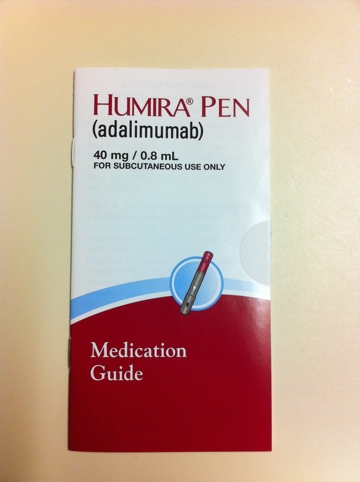 HUMIRA® PEN
(adalimumab)
40 mg / 0.8 mL
FOR SUBCUTANEOUS USE ONLY
Medication
Guide